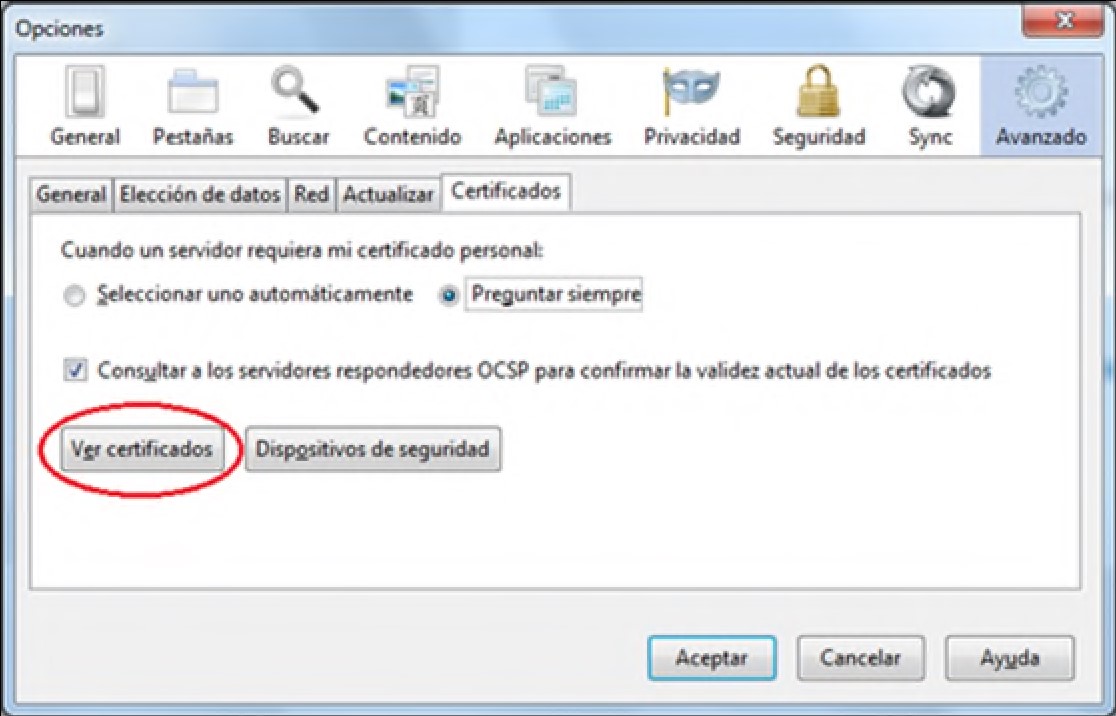 Opciones
General Pestañas Buscar Contenido Aplicaciones Privacidad Seguridad Sync Avanzado
General Elección de datos Red Actualizar Certificados
Cuando un servidor requiera mi certificado personal:
Seleccionar uno automáticamente Preguntar siempre
Consultar a los servidores respondedores OCSP para confirmar la validez actual de los certificados
Ver certificados Dispositivos de seguridad
Aceptar Cancelar Ayuda